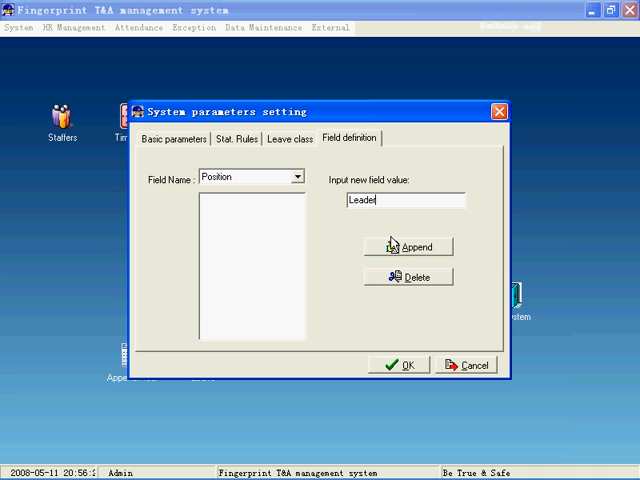 Fingerprint T&A management system
System HR Management Attendance Exception Data Maintenance External
Staffers
System parameters setting
Basic parameters Stat. Rules Leave class Field definition
Field Name : Position
Input new field value:
Leader
Append
Delete
OK Cancel
2008-05-11 20:56: Admin Fingerprint T&A management system Be True & Safe